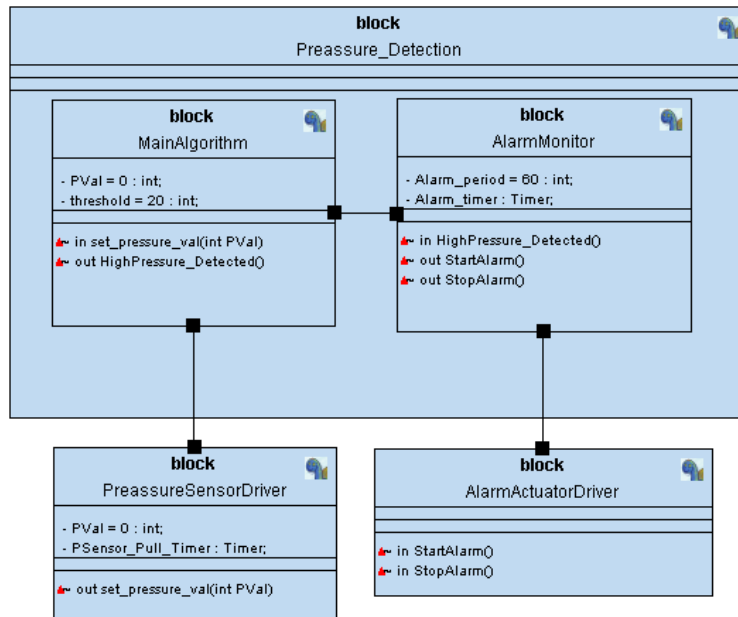 block
Preassure_Detection
block
MainAlgorithm
- PVal = 0 : int;
- threshold = 20 : int;
in set_pressure_val(int PVal)
out HighPressure_Detected()
block
AlarmMonitor
- Alarm_period = 60 : int;
- Alarm_timer : Timer;
in HighPressure_Detected()
out StartAlarm()
out StopAlarm()
block
PreassureSensorDriver
- PVal = 0 : int;
- PSensor_Pull_Timer : Timer;
out set_pressure_val(int PVal)
block
AlarmActuatorDriver
in StartAlarm()
in StopAlarm()